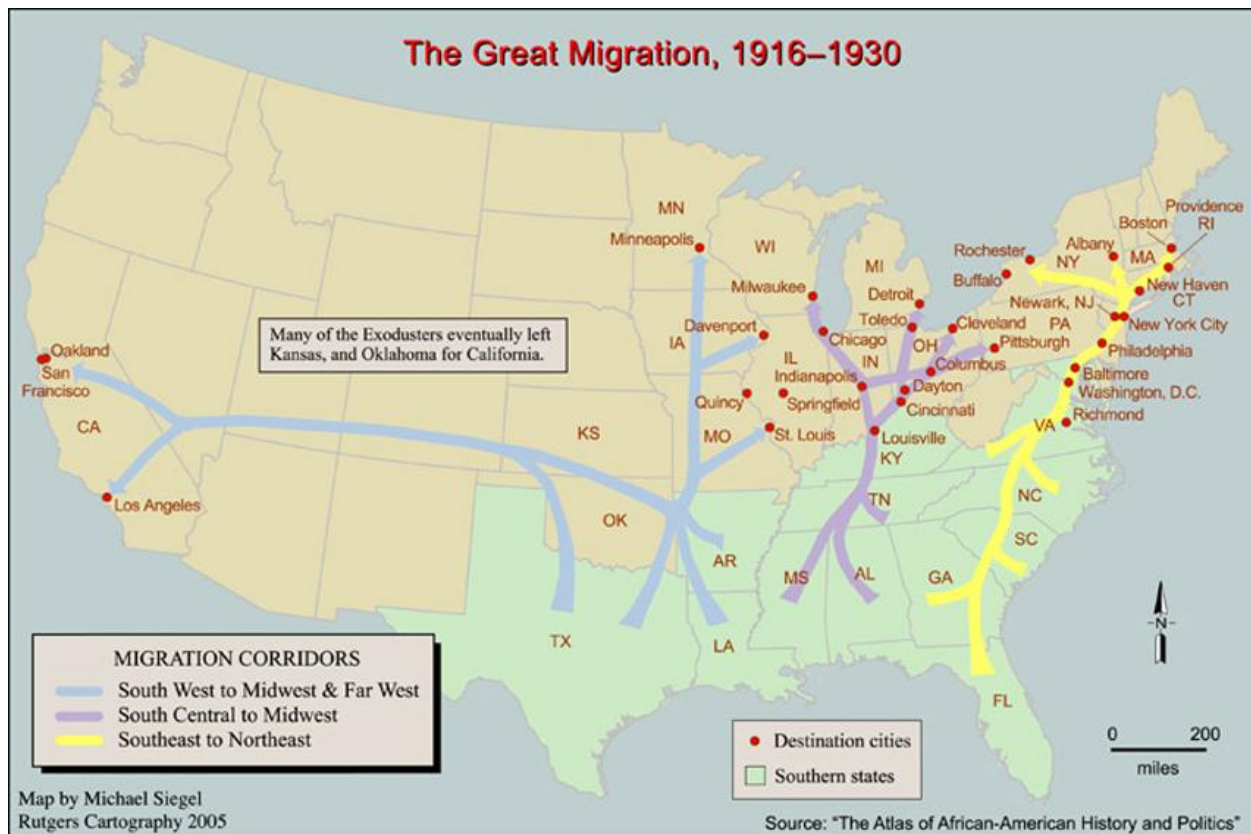 The Great Migration, 1916–1930
MN
Minneapolis
WI
Milwaukee
MI
Detroit
Rochester
Buffalo
NY
Albany
Boston
MA
Providence
RI
New Haven
CT
Newark, NJ
New York City
PA
Philadelphia
Baltimore
Washington, D.C.
Richmond
VA
Toledo
Cleveland
Pittsburgh
OH
Columbus
Dayton
Cincinnati
Chicago
IN
Indianapolis
IL
Davenport
IA
Quincy
Springfield
MO
St. Louis
Louisville
KY
KS
Many of the Exodusters eventually left
Kansas, and Oklahoma for California.
Oakland
San
Francisco
CA
Los Angeles
OK
AR
TN
NC
SC
MS
AL
GA
TX
LA
FL
N
MIGRATION CORRIDORS
South West to Midwest & Far West
South Central to Midwest
Southeast to Northeast
Destination cities
Southern states
0 200
miles
Map by Michael Siegel
Rutgers Cartography 2005
Source: “The Atlas of African-American History and Politics”